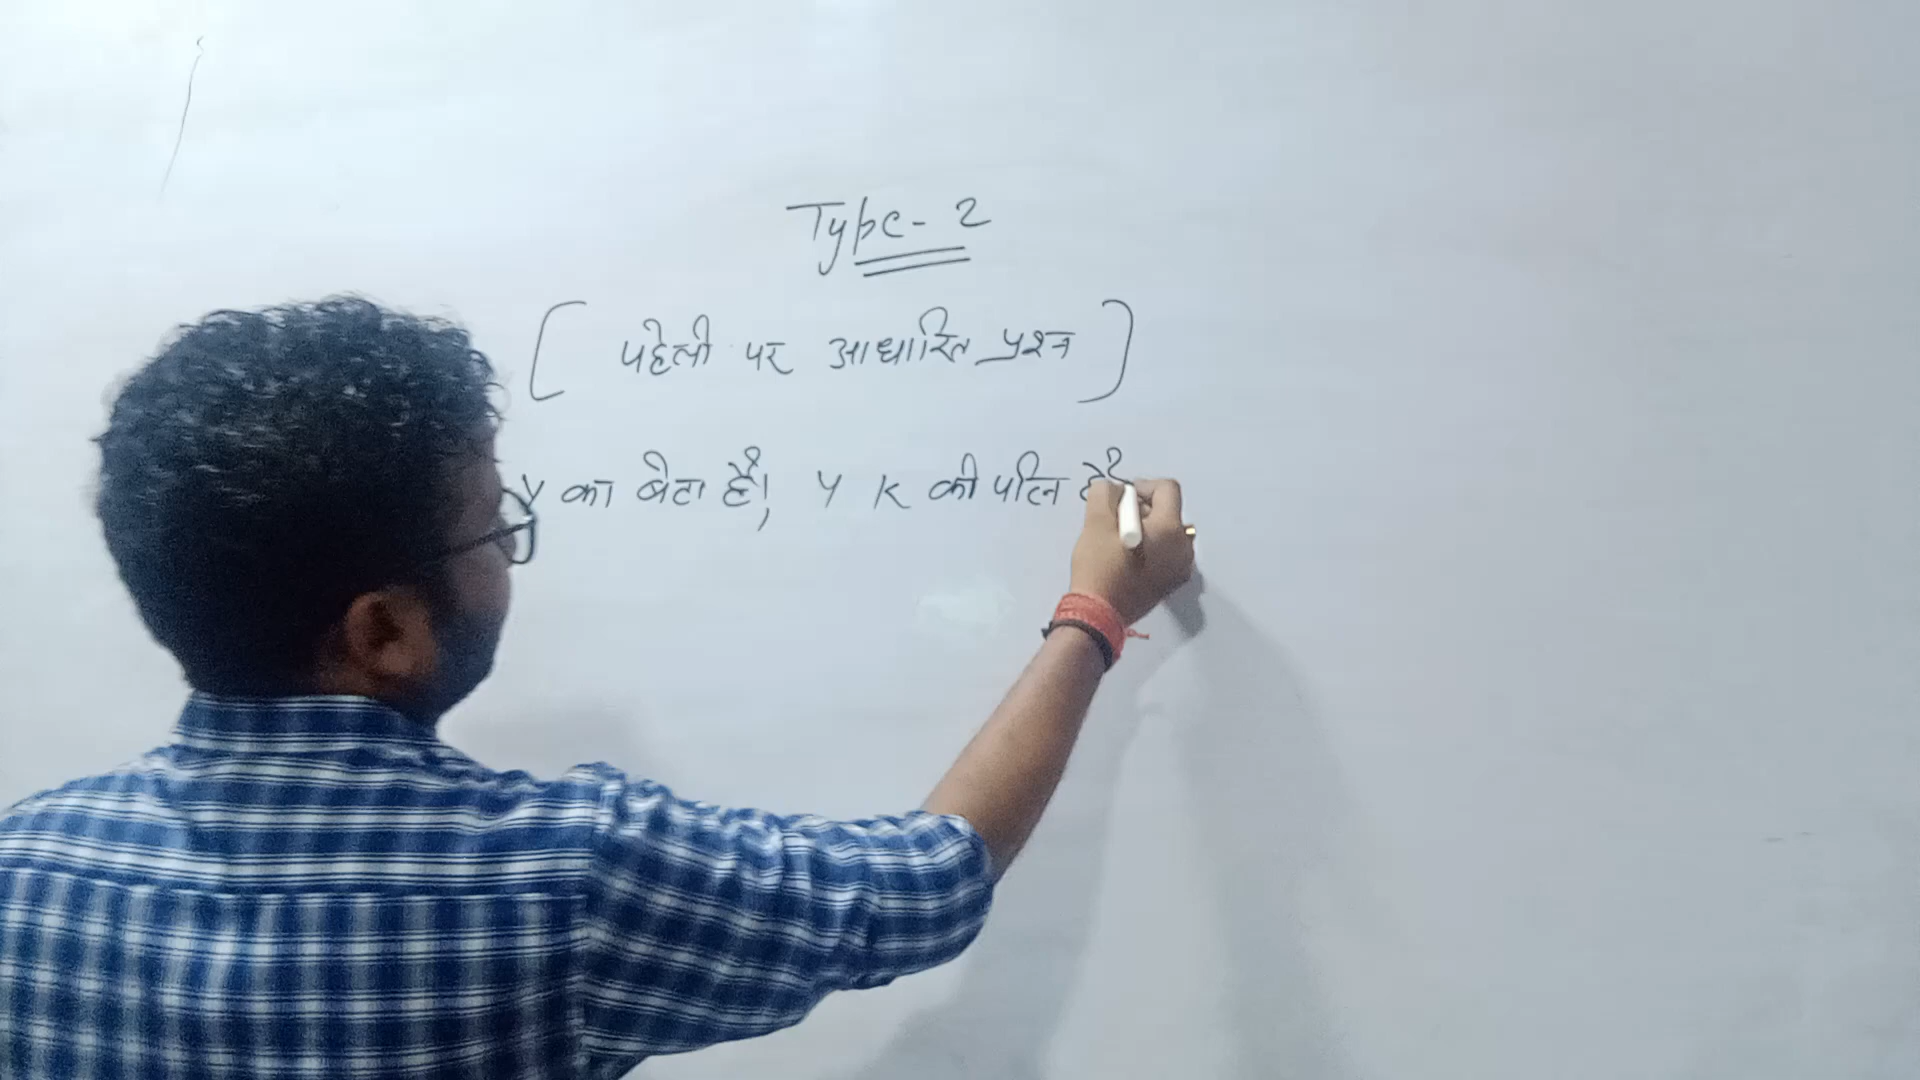 Type- 2
[ पहेली पर आधारित प्रश्न ]
Y का बेटा है, Y K की पत्नि है